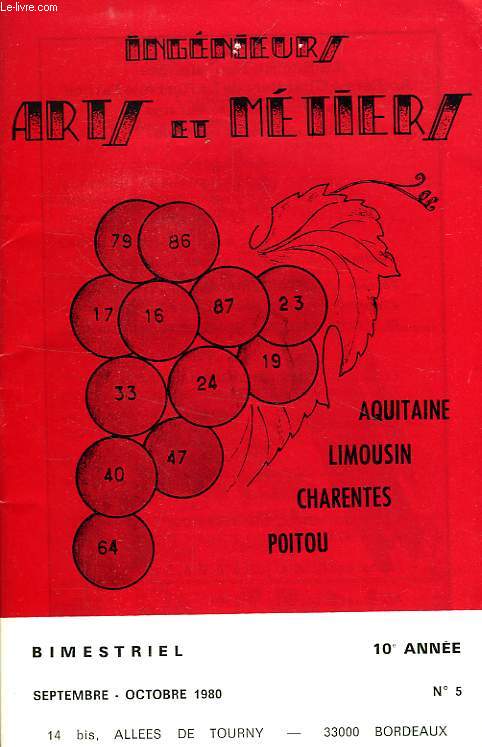 Le-livre.com
INGÉNIEURS
ARTS ET MÉTIERS
79 86
17 16 87 23
33 24 19
40 47
64
AQUITAINE
LIMOUSIN
CHARENTES
POITOU
BIMESTRIEL 10e ANNÉE
SEPTEMBRE - OCTOBRE 1980 N° 5
14 bis, ALLEES DE TOURNY — 33000 BORDEAUX